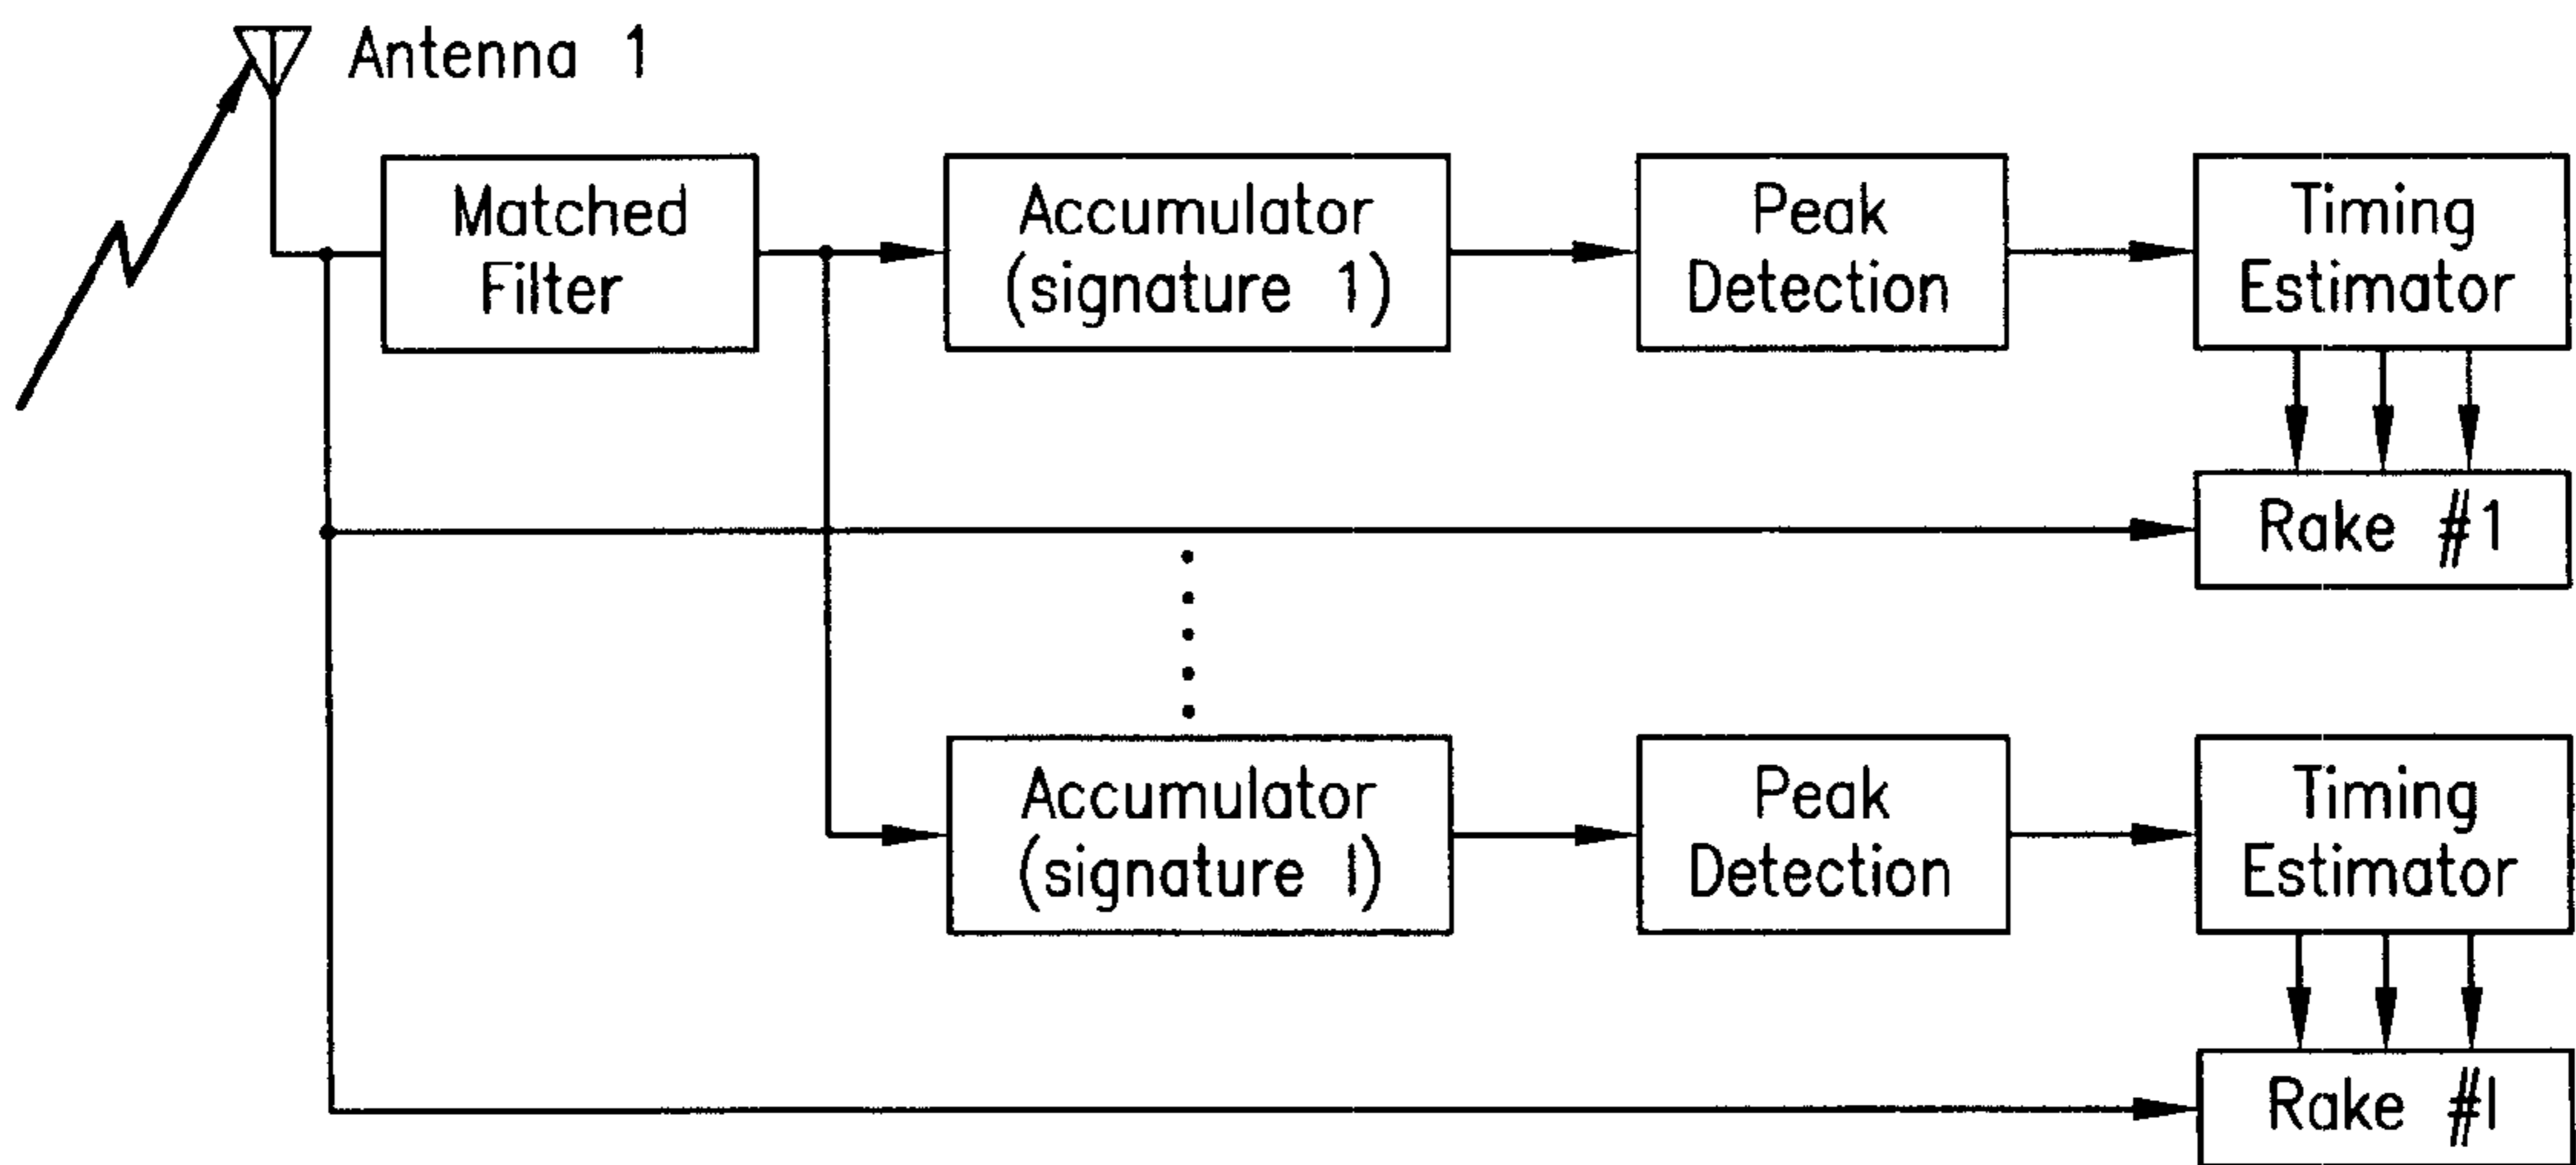 Antenna 1
Matched
Filter
Accumulator
(signature 1)
Peak
Detection
Timing
Estimator
Rake #1
Accumulator
(signature I)
Peak
Detection
Timing
Estimator
Rake #I